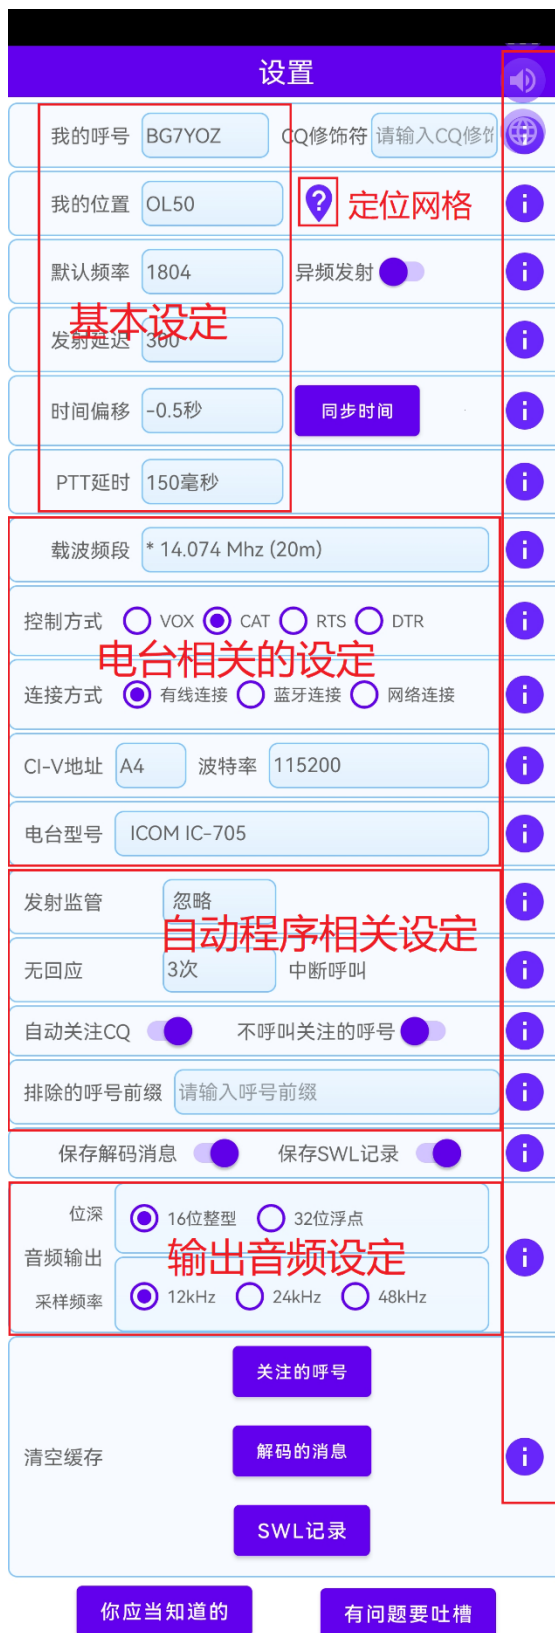 设置
我的呼号 BG7YOZ CQ修饰符 请输入CQ修饰
我的位置 OL50 定位网格
默认频率 1804 异频发射
基本设定
发射延迟 300
时间偏移 -0.5秒 同步时间
PTT延时 150毫秒
载波频段 * 14.074 Mhz (20m)
控制方式 VOX CAT RTS DTR
电台相关的设定
连接方式 有线连接 蓝牙连接 网络连接
CI-V地址 A4 波特率 115200
电台型号 ICOM IC-705
发射监管 忽略
自动程序相关设定
无回应 3次 中断呼叫
自动关注CQ 不呼叫关注的呼号
排除的呼号前缀 请输入呼号前缀
保存解码消息 保存SWL记录
位深 16位整型 32位浮点
音频输出 输出音频设定
采样频率 12kHz 24kHz 48kHz
关注的呼号
清空缓存 解码的消息
SWL记录
你应当知道的 有问题要吐槽